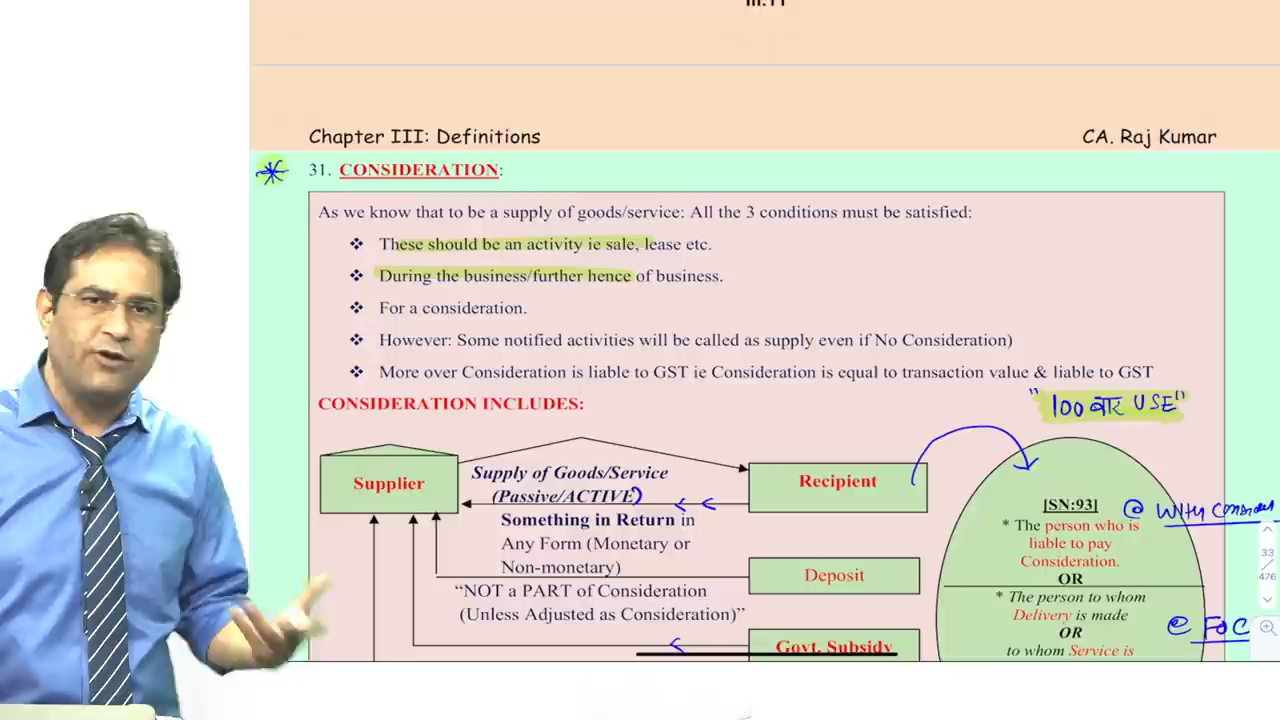 Chapter III: Definitions
CA. Raj Kumar
31. CONSIDERATION:
As we know that to be a supply of goods/service: All the 3 conditions must be satisfied:
❖ These should be an activity ie sale, lease etc.
❖ During the business/further hence of business.
❖ For a consideration.
❖ However: Some notified activities will be called as supply even if No Consideration)
❖ More over Consideration is liable to GST ie Consideration is equal to transaction value & liable to GST
CONSIDERATION INCLUDES:
"100 बार USE"
Supplier
Supply of Goods/Service
(Passive/ACTIVE)
Something in Return in
Any Form (Monetary or
Non-monetary)
"NOT a PART of Consideration
(Unless Adjusted as Consideration)"
Recipient
Deposit
Govt. Subsidy
[SN:93]
* The person who is
liable to pay
Consideration.
OR
* The person to whom
Delivery is made
OR
to whom Service is
@ With
@ FOC
33
476